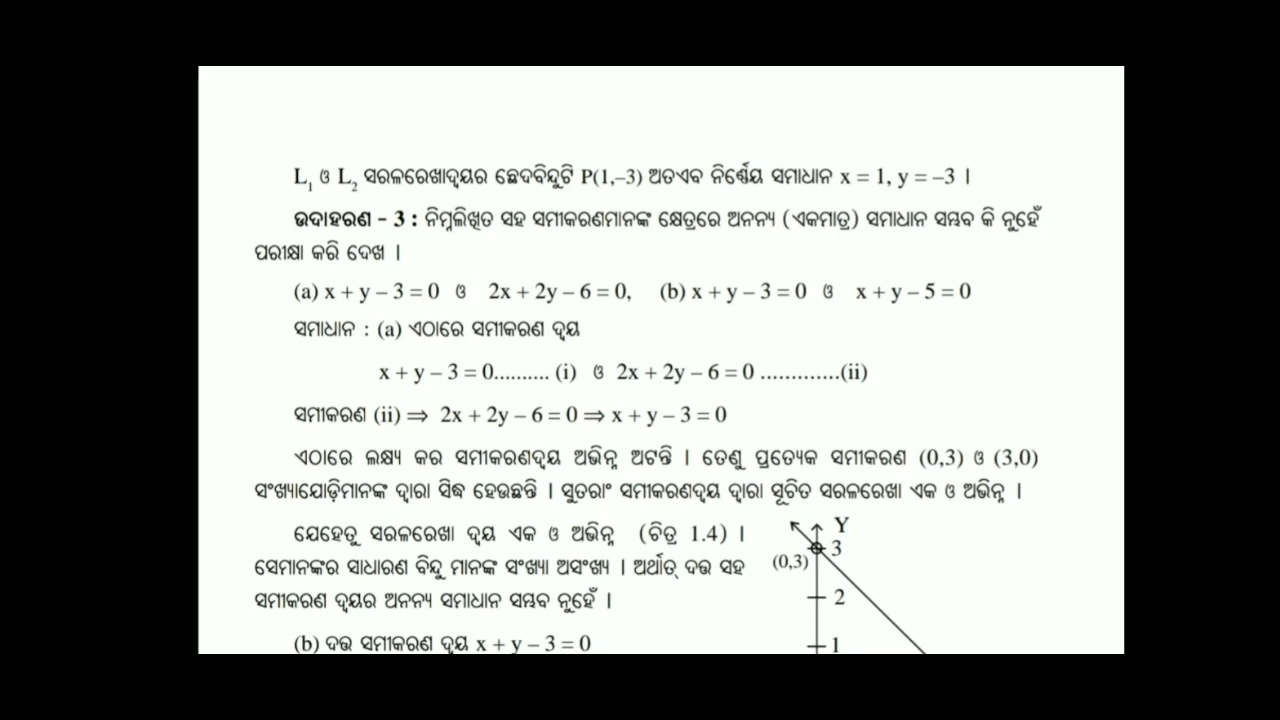 L₁ ଓ L₂ ସରଳରେଖାଦ୍ୱୟର ଛେଦବିନ୍ଦୁଟି P(1,–3) ଅତଏବ ନିର୍ଣ୍ଣେୟ ସମାଧାନ x = 1, y = –3 ।
ଉଦାହରଣ – 3 : ନିମ୍ନଲିଖିତ ସହ ସମୀକରଣମାନଙ୍କ କ୍ଷେତ୍ରରେ ଅନନ୍ୟ (ଏକମାତ୍ର) ସମାଧାନ ସମ୍ଭବ କି ନୁହେଁ
ପରୀକ୍ଷା କରି ଦେଖ ।
(a) x + y – 3 = 0 ଓ 2x + 2y – 6 = 0, (b) x + y – 3 = 0 ଓ x + y – 5 = 0
ସମାଧାନ : (a) ଏଠାରେ ସମୀକରଣ ଦ୍ୱୟ
x + y – 3 = 0.......... (i) ଓ 2x + 2y – 6 = 0 .............(ii)
ସମୀକରଣ (ii) ⇒ 2x + 2y – 6 = 0 ⇒ x + y – 3 = 0
ଏଠାରେ ଲକ୍ଷ୍ୟ କର ସମୀକରଣଦ୍ୱୟ ଅଭିନ୍ନ ଅଟନ୍ତି । ତେଣୁ ପ୍ରତ୍ୟେକ ସମୀକରଣ (0,3) ଓ (3,0)
ସଂଖ୍ୟାଯୋଡ଼ିମାନଙ୍କ ଦ୍ୱାରା ସିଦ୍ଧ ହେଉଛନ୍ତି । ସୁତରାଂ ସମୀକରଣଦ୍ୱୟ ଦ୍ୱାରା ସୂଚିତ ସରଳରେଖା ଏକ ଓ ଅଭିନ୍ନ ।
ଯେହେତୁ ସରଳରେଖା ଦ୍ୱୟ ଏକ ଓ ଅଭିନ୍ନ (ଚିତ୍ର 1.4) ।
ସେମାନଙ୍କର ସାଧାରଣ ବିନ୍ଦୁ ମାନଙ୍କ ସଂଖ୍ୟା ଅସଂଖ୍ୟ । ଅର୍ଥାତ୍ ଦତ୍ତ ସହ
ସମୀକରଣ ଦ୍ୱୟର ଅନନ୍ୟ ସମାଧାନ ସମ୍ଭବ ନୁହେଁ ।
(b) ଦତ୍ତ ସମୀକରଣ ଦ୍ୱୟ x + y – 3 = 0
Y
3
(0,3)
2
1